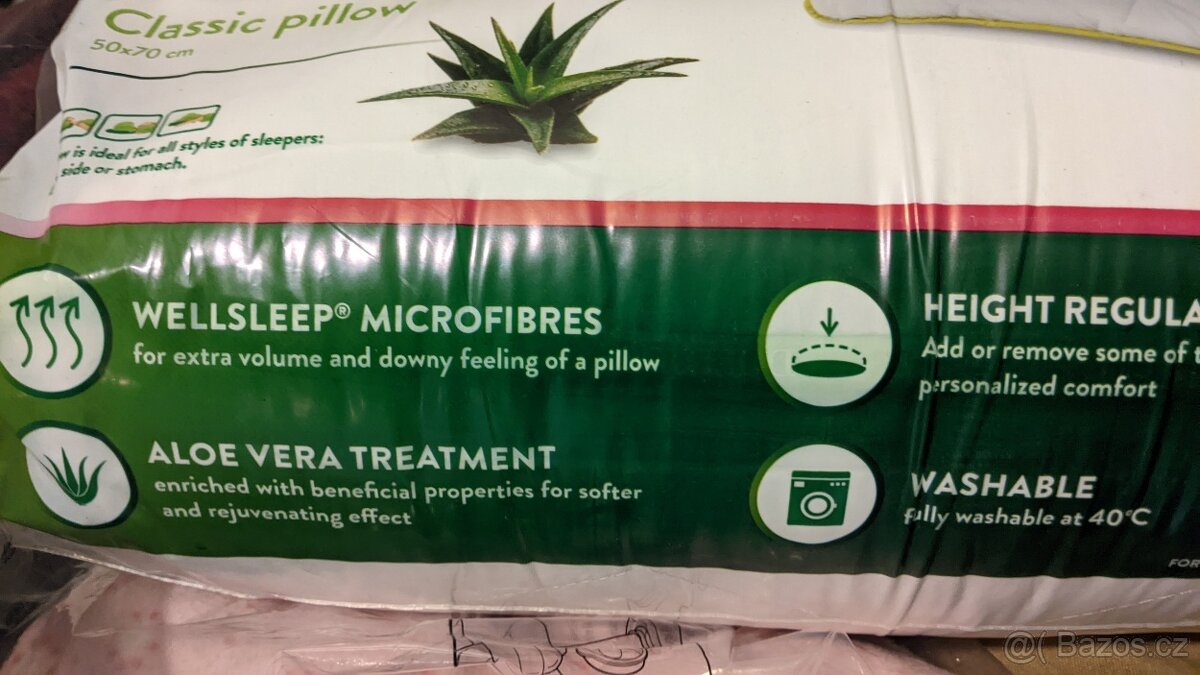 Classic pillow
50x70 cm
is ideal for all styles of sleepers:
side or stomach.
WELLSLEEP® MICROFIBRES
for extra volume and downy feeling of a pillow
ALOE VERA TREATMENT
enriched with beneficial properties for softer
and rejuvenating effect
HEIGHT REGULA
Add or remove some of t
personalized comfort
WASHABLE
fully washable at 40°C
FOR
@( Bazos.cz